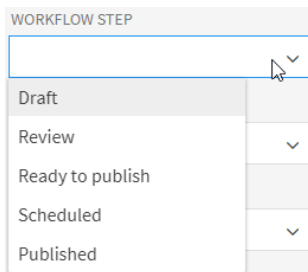 WORKFLOW STEP
Draft
Review
Ready to publish
Scheduled
Published